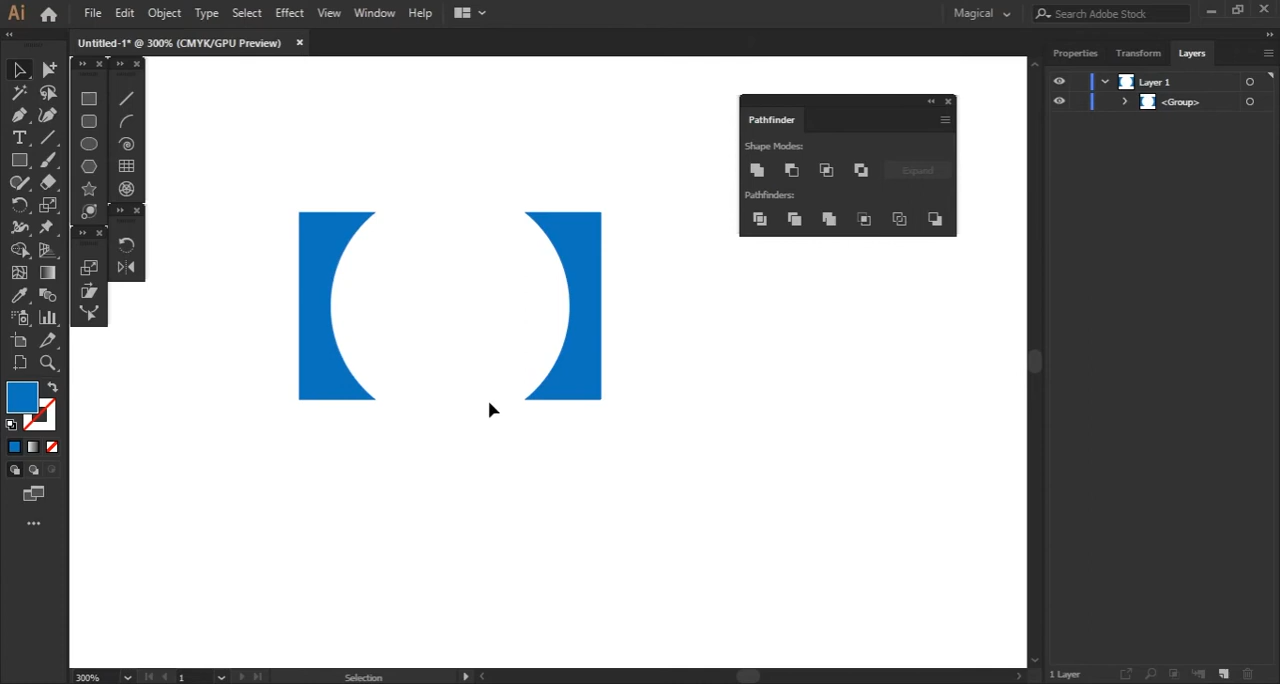 Ai File Edit Object Type Select Effect View Window Help Magical Search Adobe Stock
Untitled-1* @ 300% (CMYK/GPU Preview)
Properties Transform Layers
Layer 1
<Group>
Pathfinder
Shape Modes:
Expand
Pathfinders:
T
300% 1 Selection 1 Layer